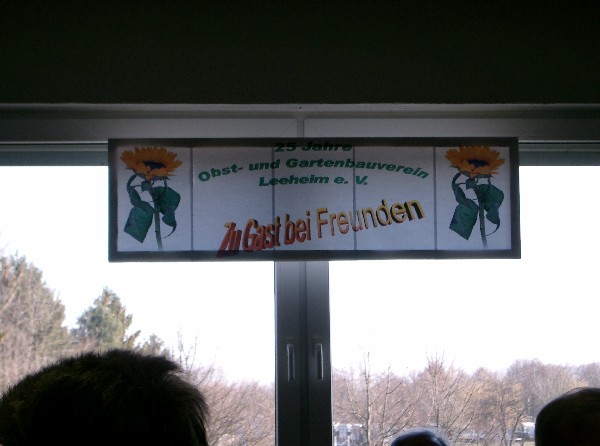 25 Jahre
Obst- und Gartenbauverein
Leeheim e. V.
Zu Gast bei Freunden